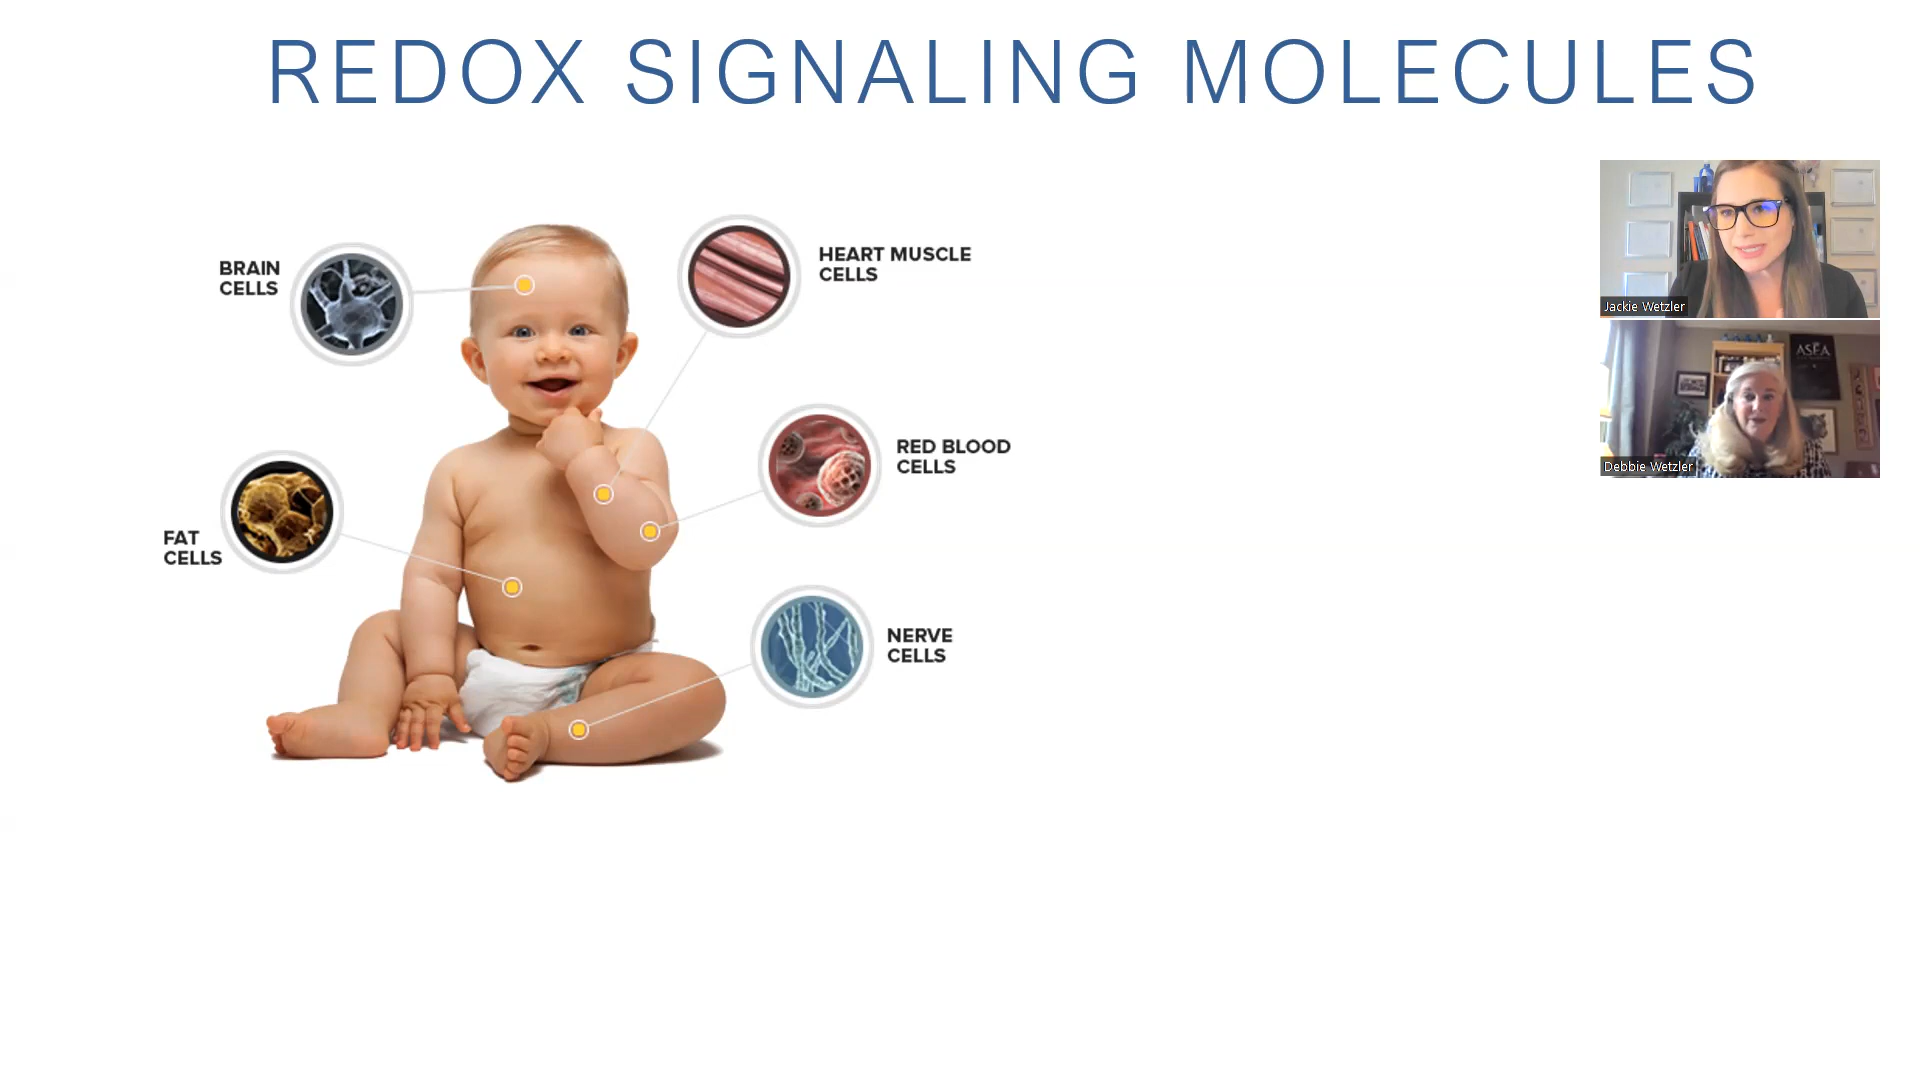 REDOX SIGNALING MOLECULES
BRAIN
CELLS
HEART MUSCLE
CELLS
RED BLOOD
CELLS
FAT
CELLS
NERVE
CELLS
Jackie Wetzler
ASEA
Debbie Wetzler